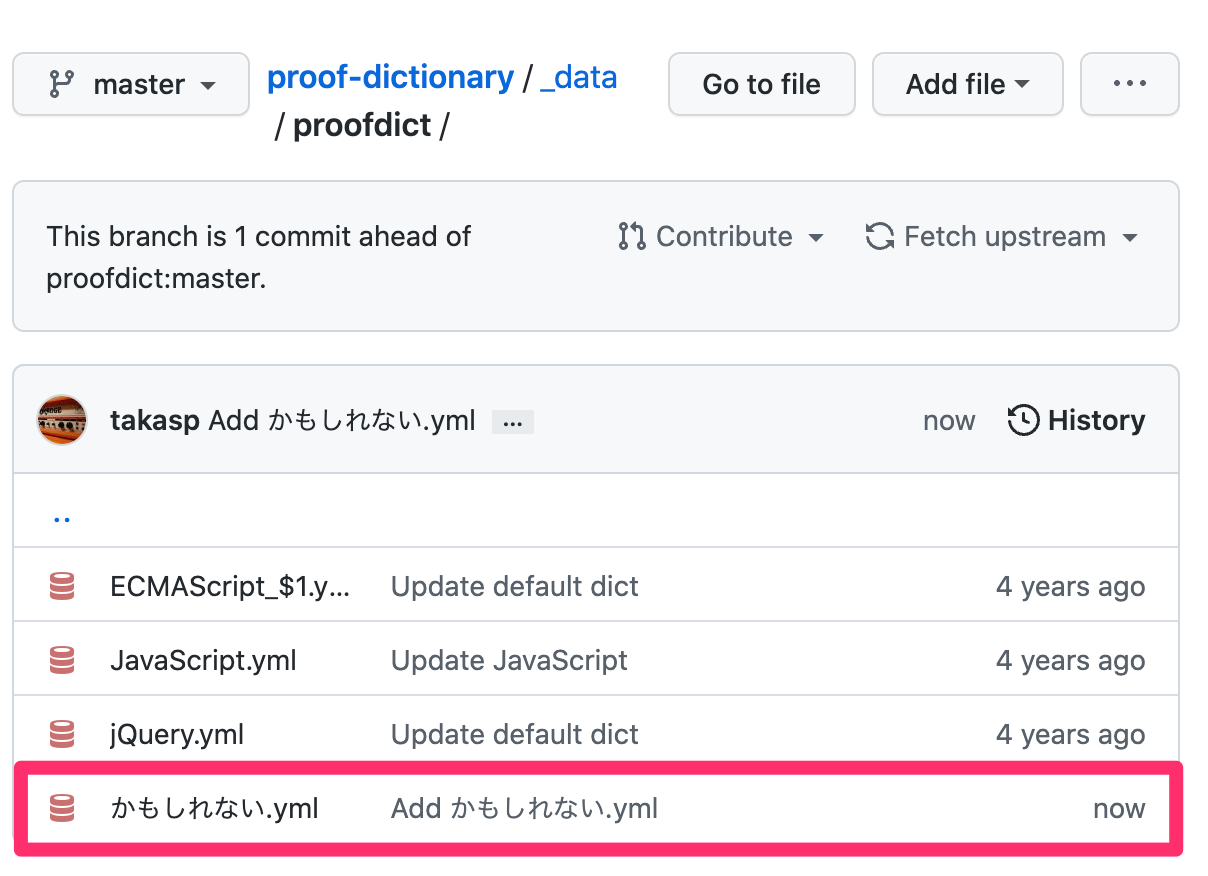 master
proof-dictionary / _data
/ proofdict /
Go to file
Add file
...
This branch is 1 commit ahead of
proofdict:master.
Contribute
Fetch upstream
takasp Add かもしれない.yml ...
now
History
..
ECMAScript_$1.y... Update default dict 4 years ago
JavaScript.yml Update JavaScript 4 years ago
jQuery.yml Update default dict 4 years ago
かもしれない.yml Add かもしれない.yml now